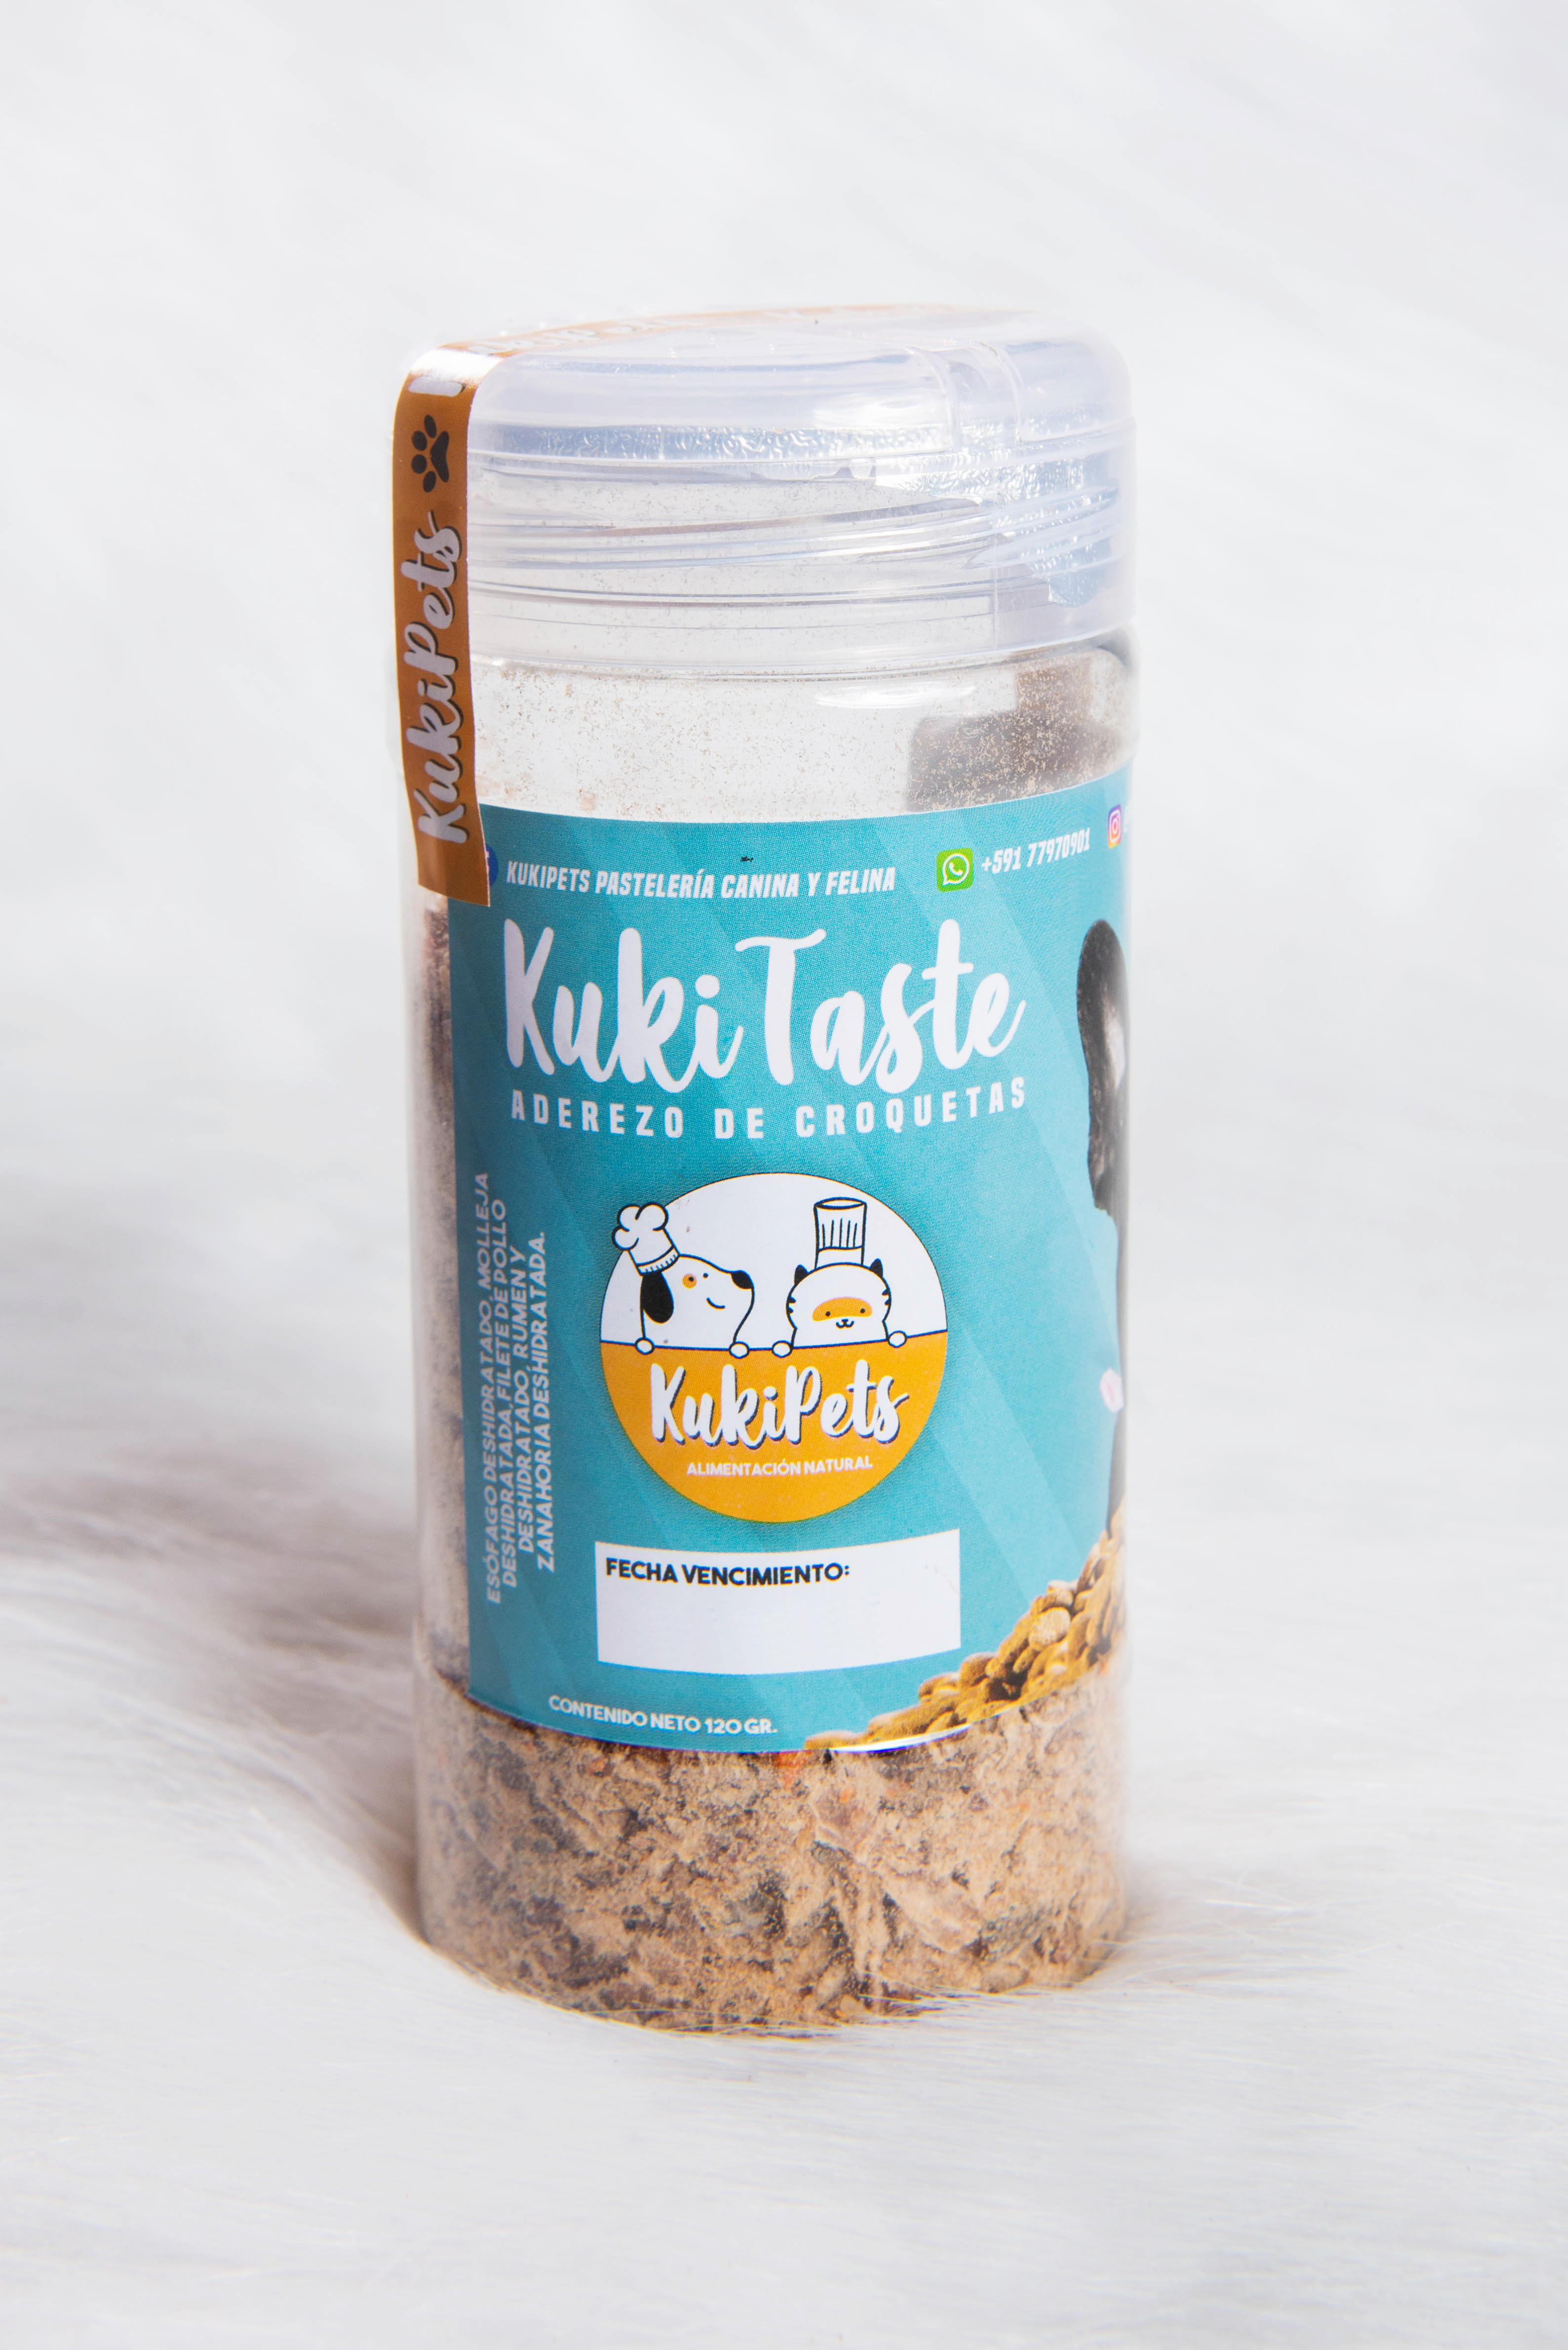 KukiPets
KUKIPETS PASTELERÍA CANINA Y FELINA
+591 77970901
Kuki Taste
ADEREZO DE CROQUETAS
ESÓFAGO DESHIDRATADO, MOLLEJA
DESHIDRATADA, FILETE DE POLLO
DESHIDRATADO, RUMEN Y
ZANAHORIA DESHIDRATADA.
KukiPets
ALIMENTACIÓN NATURAL
FECHA VENCIMIENTO:
CONTENIDO NETO 120 GR.